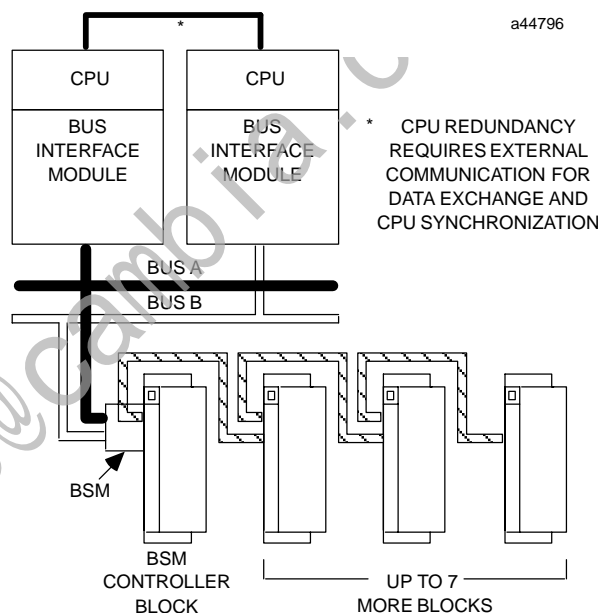 a44796
*
CPU
CPU
BUS
INTERFACE
MODULE
BUS
INTERFACE
MODULE
* CPU REDUNDANCY
REQUIRES EXTERNAL
COMMUNICATION FOR
DATA EXCHANGE AND
CPU SYNCHRONIZATION
BUS A
BUS B
BSM
BSM
CONTROLLER
BLOCK
UP TO 7
MORE BLOCKS
@cambia.c